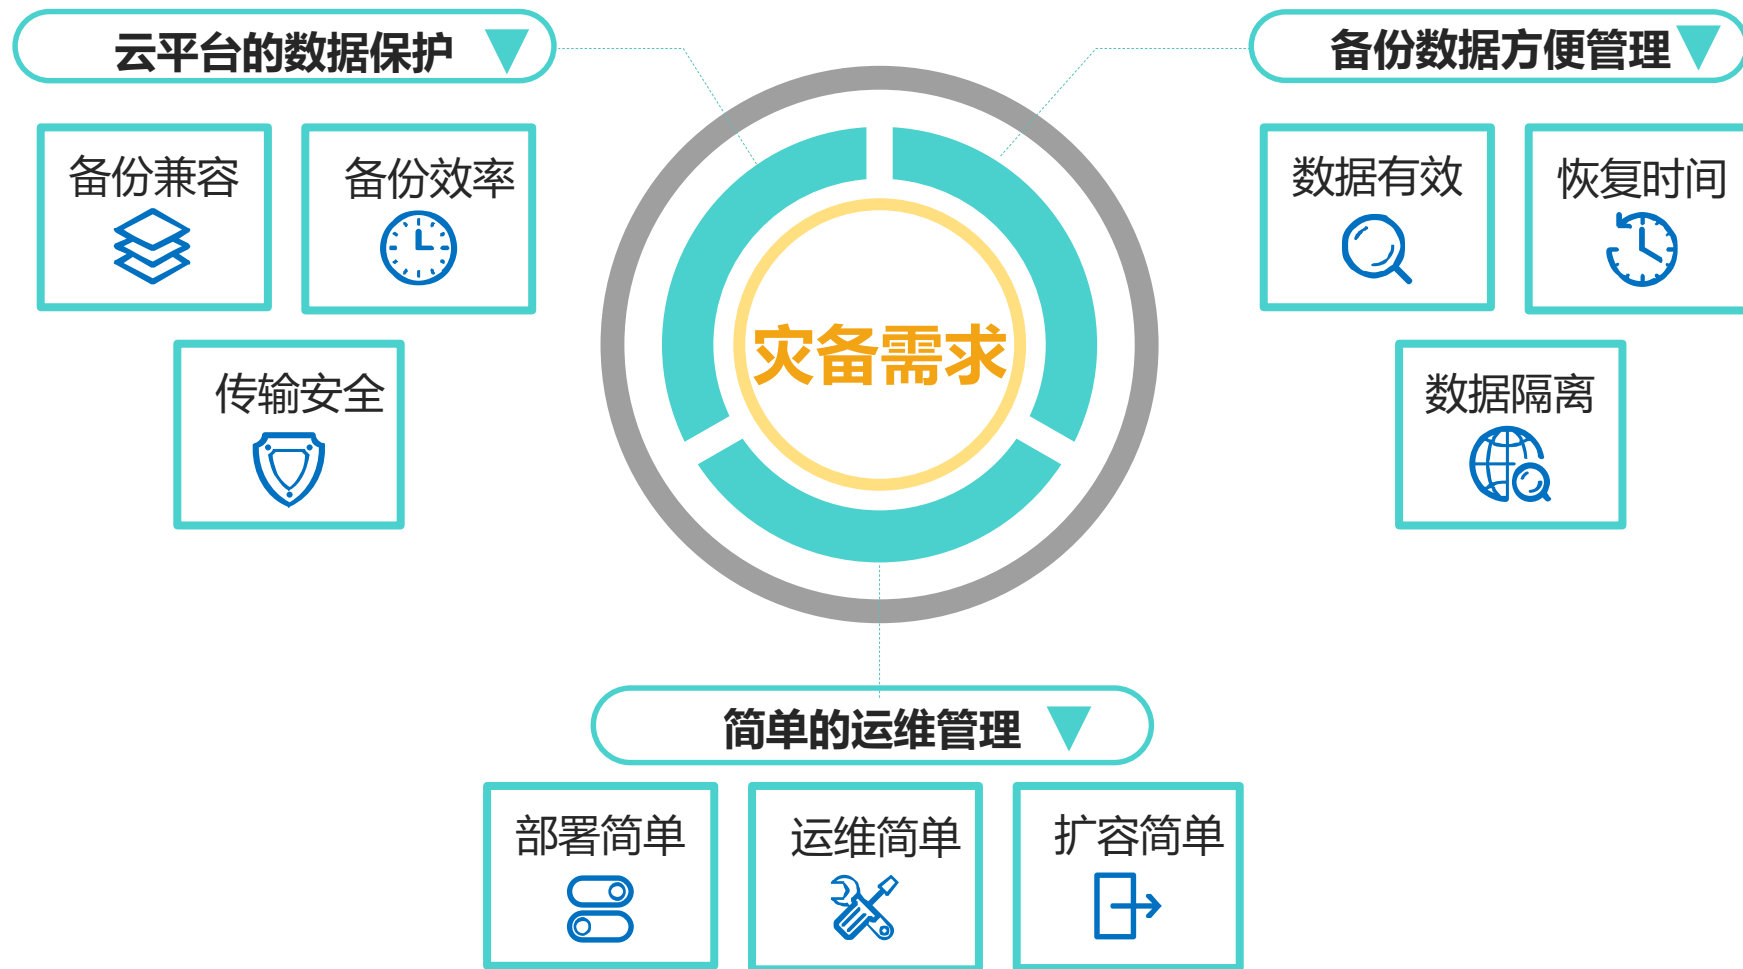 云平台的数据保护
备份兼容
备份效率
传输安全
灾备需求
备份数据方便管理
数据有效
恢复时间
数据隔离
简单的运维管理
部署简单
运维简单
扩容简单